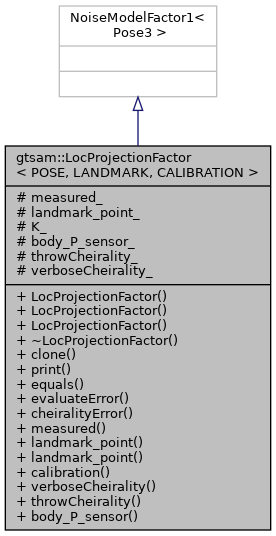 NoiseModelFactor1<
Pose3 >
gtsam::LocProjectionFactor
< POSE, LANDMARK, CALIBRATION >
# measured_
# landmark_point_
# K_
# body_P_sensor_
# throwCheirality_
# verboseCheirality_
+ LocProjectionFactor()
+ LocProjectionFactor()
+ LocProjectionFactor()
+ ~LocProjectionFactor()
+ clone()
+ print()
+ equals()
+ evaluateError()
+ cheiralityError()
+ measured()
+ landmark_point()
+ landmark_point()
+ calibration()
+ verboseCheirality()
+ throwCheirality()
+ body_P_sensor()